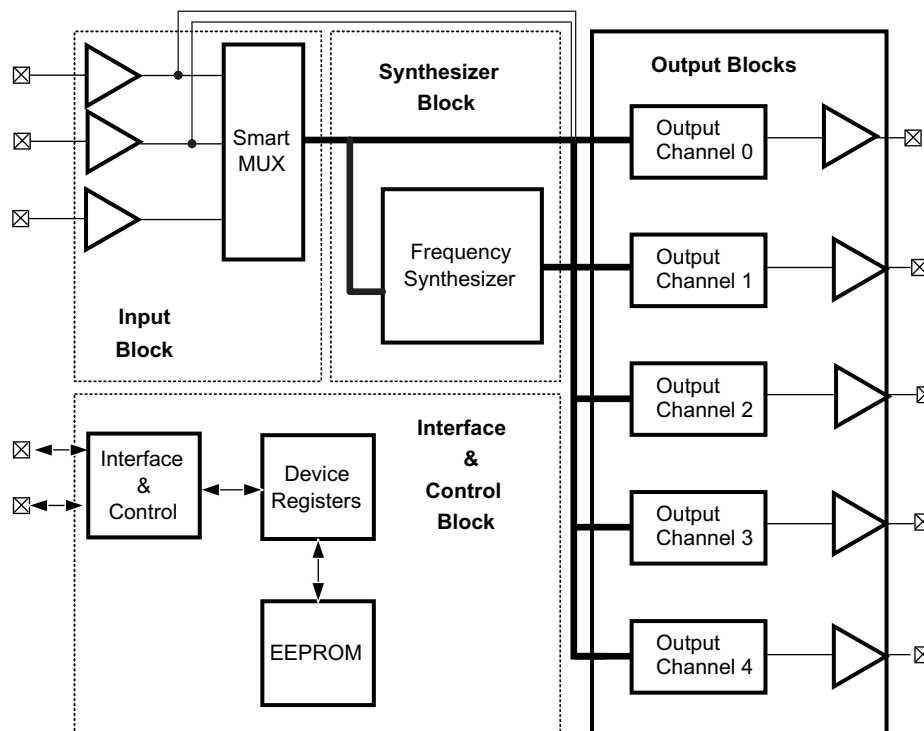 Synthesizer
Block
Output Blocks
Smart
MUX
Output
Channel 0
Frequency
Synthesizer
Output
Channel 1
Input
Block
Output
Channel 2
Interface
&
Control
Block
Interface
&
Control
Device
Registers
Output
Channel 3
EEPROM
Output
Channel 4